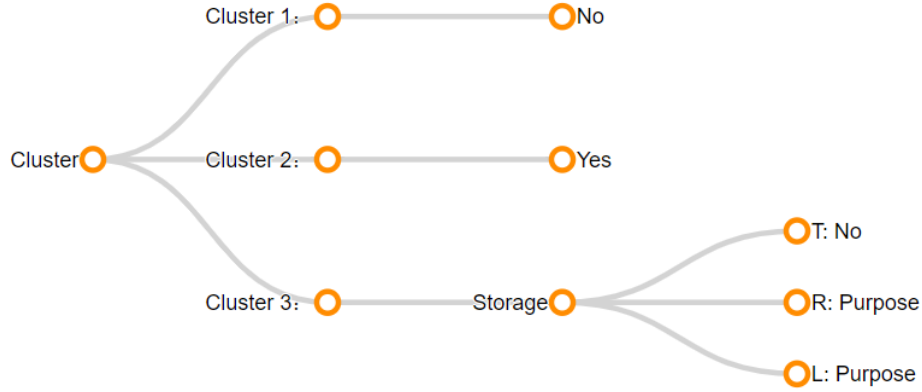 Cluster 1:
No
Cluster
Cluster 2:
Yes
T: No
Cluster 3:
Storage
R: Purpose
L: Purpose